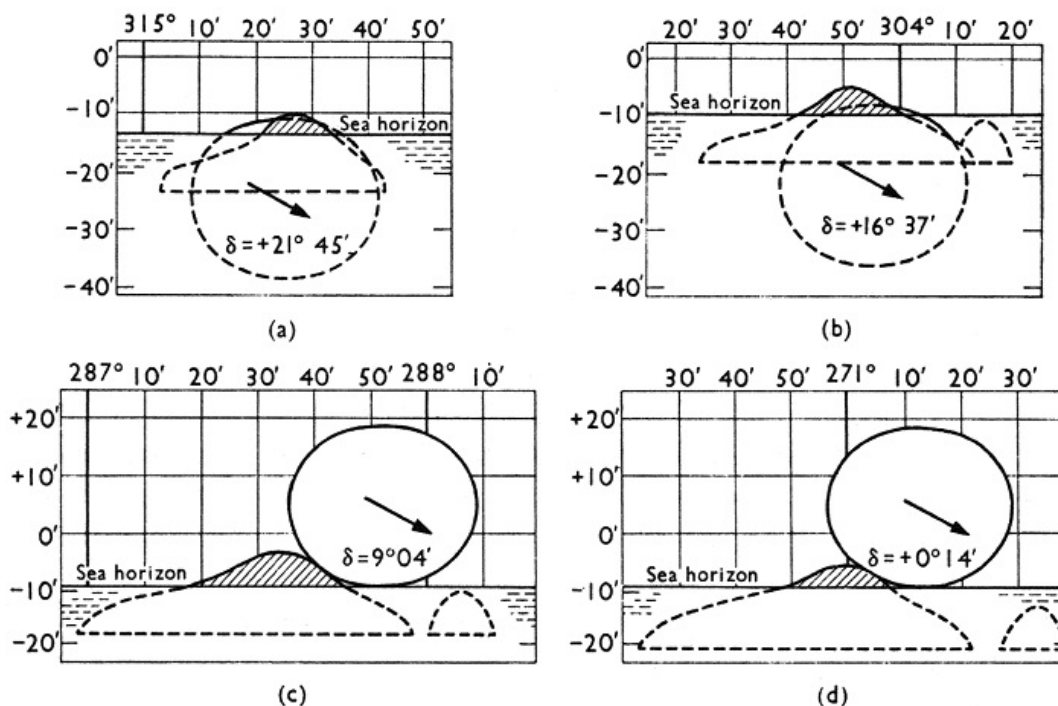 315° 10' 20' 30' 40' 50'
0'
-10'
Sea horizon
-20'
-30'
δ=+21° 45'
-40'
(a)
20' 30' 40' 50' 304° 10' 20'
0'
-10'
Sea horizon
-20'
-30'
δ=+16° 37'
-40'
(b)
287° 10' 20' 30' 40' 50' 288° 10'
+20'
+10'
0'
δ=9°04'
Sea horizon
-10'
-20'
(c)
30' 40' 50' 271° 10' 20' 30'
+20'
+10'
0'
δ=+0°14'
Sea horizon
-10'
-20'
(d)